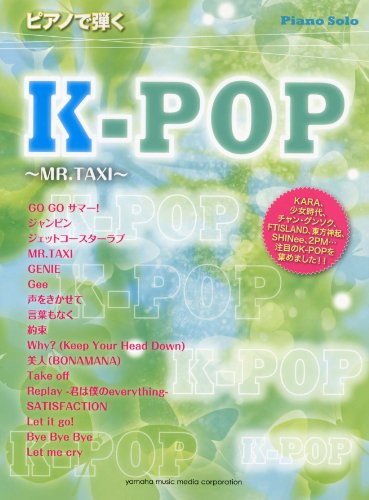 ピアノで弾く
Piano Solo
K-POP
～MR.TAXI～
K-POP
K-POP
K-POP
K-POP
K-POP
KARA、
少女時代、
チャン・グンソク、
FTISLAND、東方神起、
SHINee、2PM…
注目のK-POPを
集めました！！
GO GO サマー！
ジャンピン
ジェットコースターラブ
MR.TAXI
GENIE
Gee
声をきかせて
言葉もなく
約束
Why? (Keep Your Head Down)
美人（BONAMANA）
Take off
Replay -君は僕のeverything-
SATISFACTION
Let it go!
Bye Bye Bye
Let me cry
yamaha music media corporation